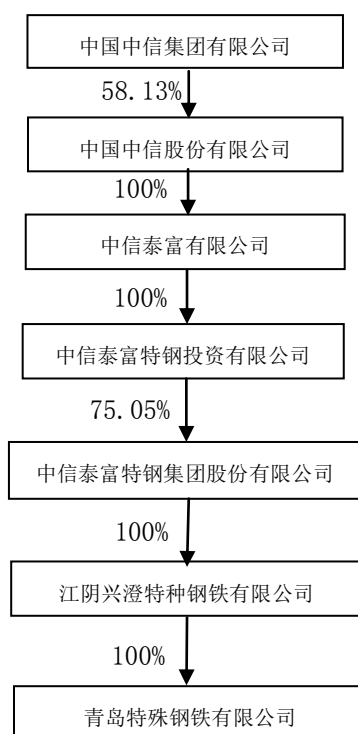 中国中信集团有限公司
58.13%
中国中信股份有限公司
100%
中信泰富有限公司
100%
中信泰富特钢投资有限公司
75.05%
中信泰富特钢集团股份有限公司
100%
江阴兴澄特种钢铁有限公司
100%
青岛特殊钢铁有限公司